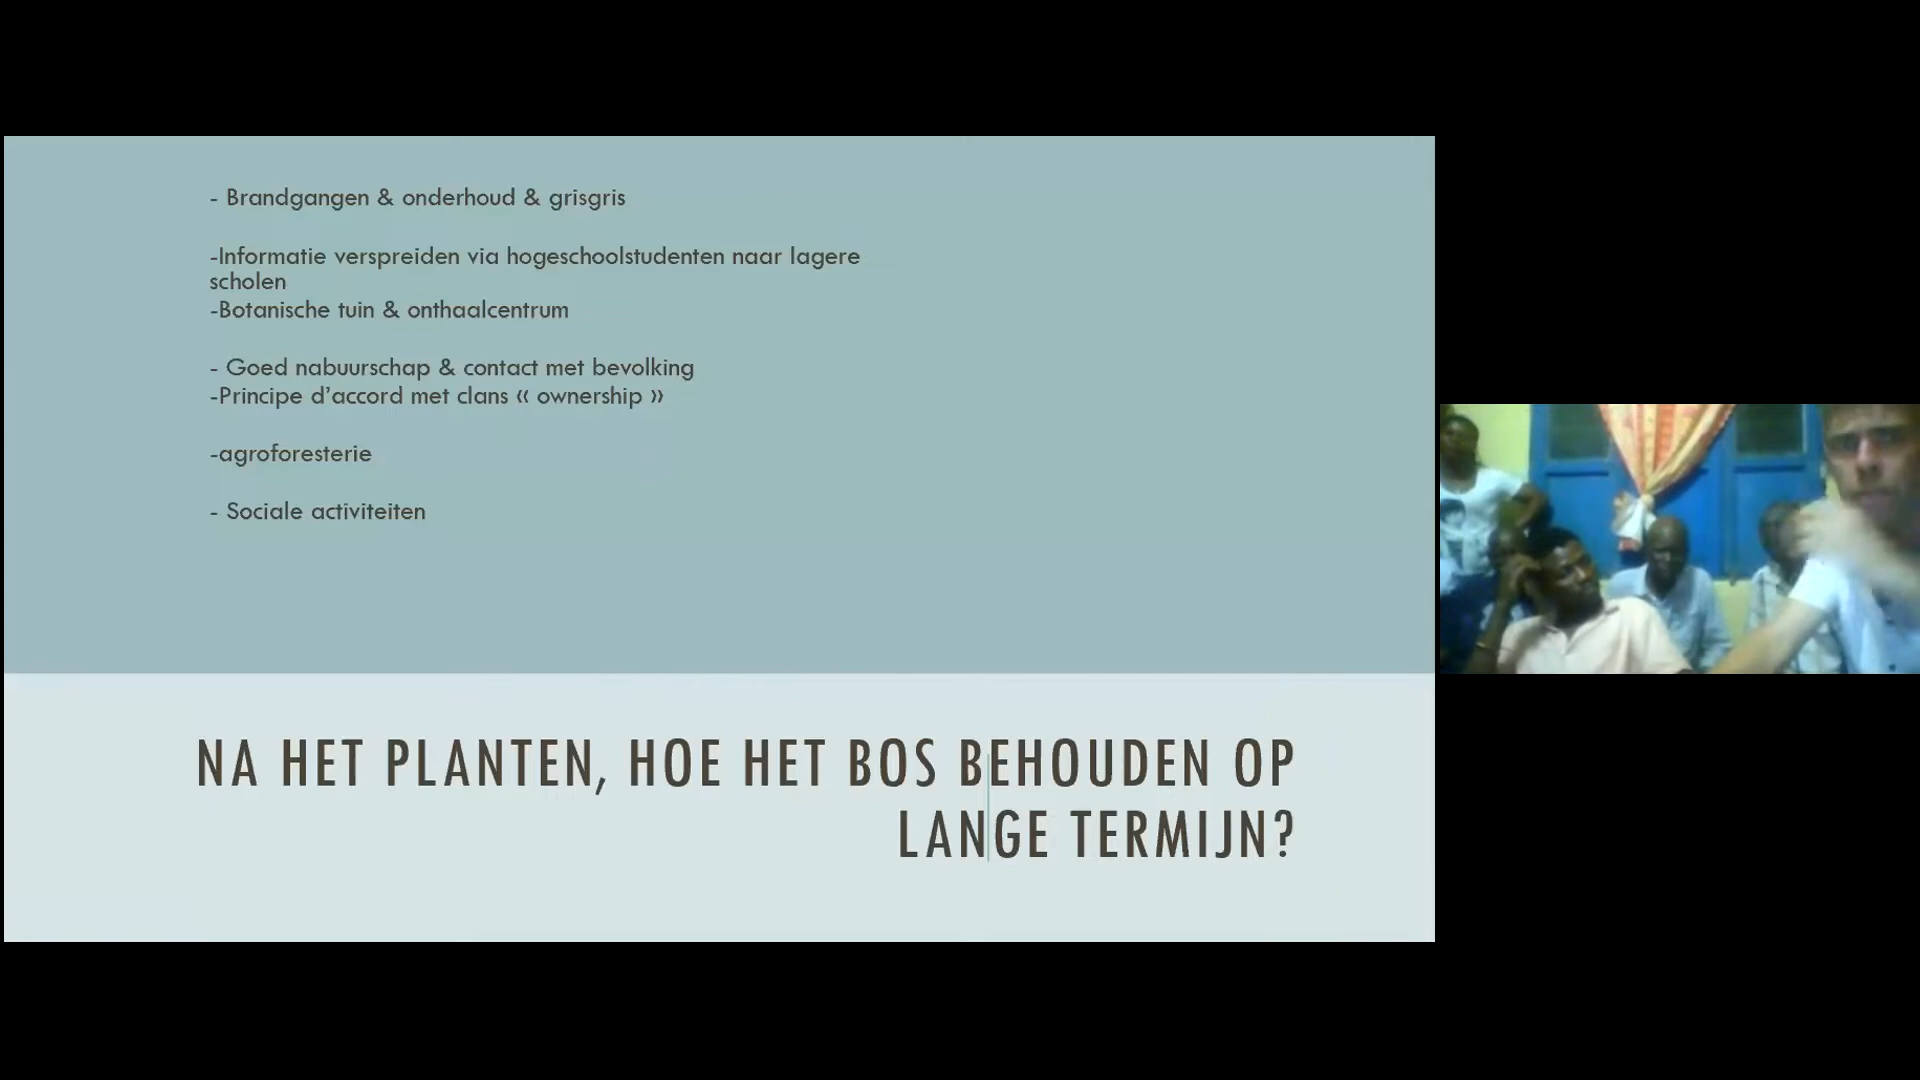 - Brandgangen & onderhoud & grisgris
-Informatie verspreiden via hogeschoolstudenten naar lagere
scholen
-Botanische tuin & onthaalcentrum
- Goed nabuurschap & contact met bevolking
-Principe d’accord met clans « ownership »
-agroforesterie
- Sociale activiteiten
NA HET PLANTEN, HOE HET BOS BEHOUDEN OP
LANGE TERMIJN?